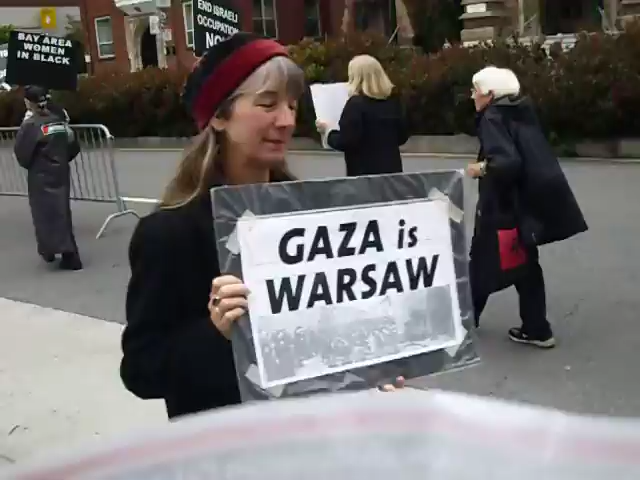 END ISRAELI
OCCUPATION
NOW
BAY AREA
WOMEN
IN BLACK
GAZA is
WARSAW